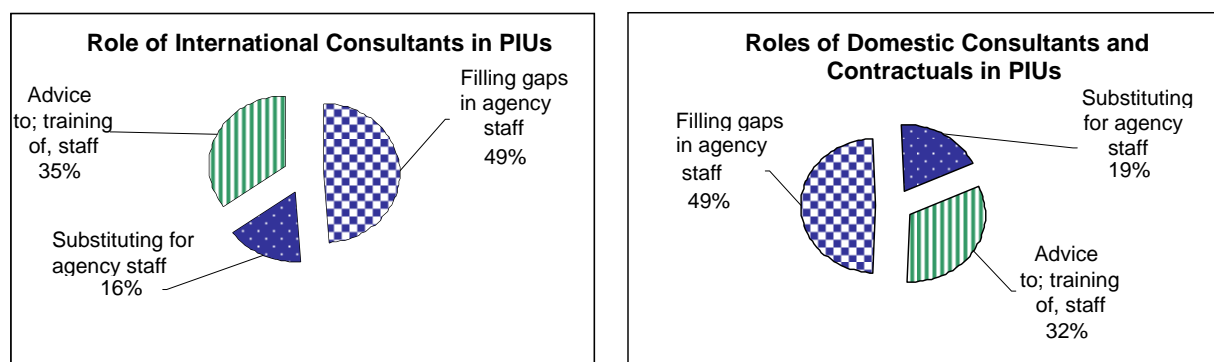 Role of International Consultants in PIUs
Filling gaps
in agency
staff
49%
Advice
to; training
of, staff
35%
Substituting for
agency staff
16%
Roles of Domestic Consultants and
Contractuals in PIUs
Substituting
for agency
staff
19%
Filling gaps
in agency
staff
49%
Advice
to; training
of, staff
32%